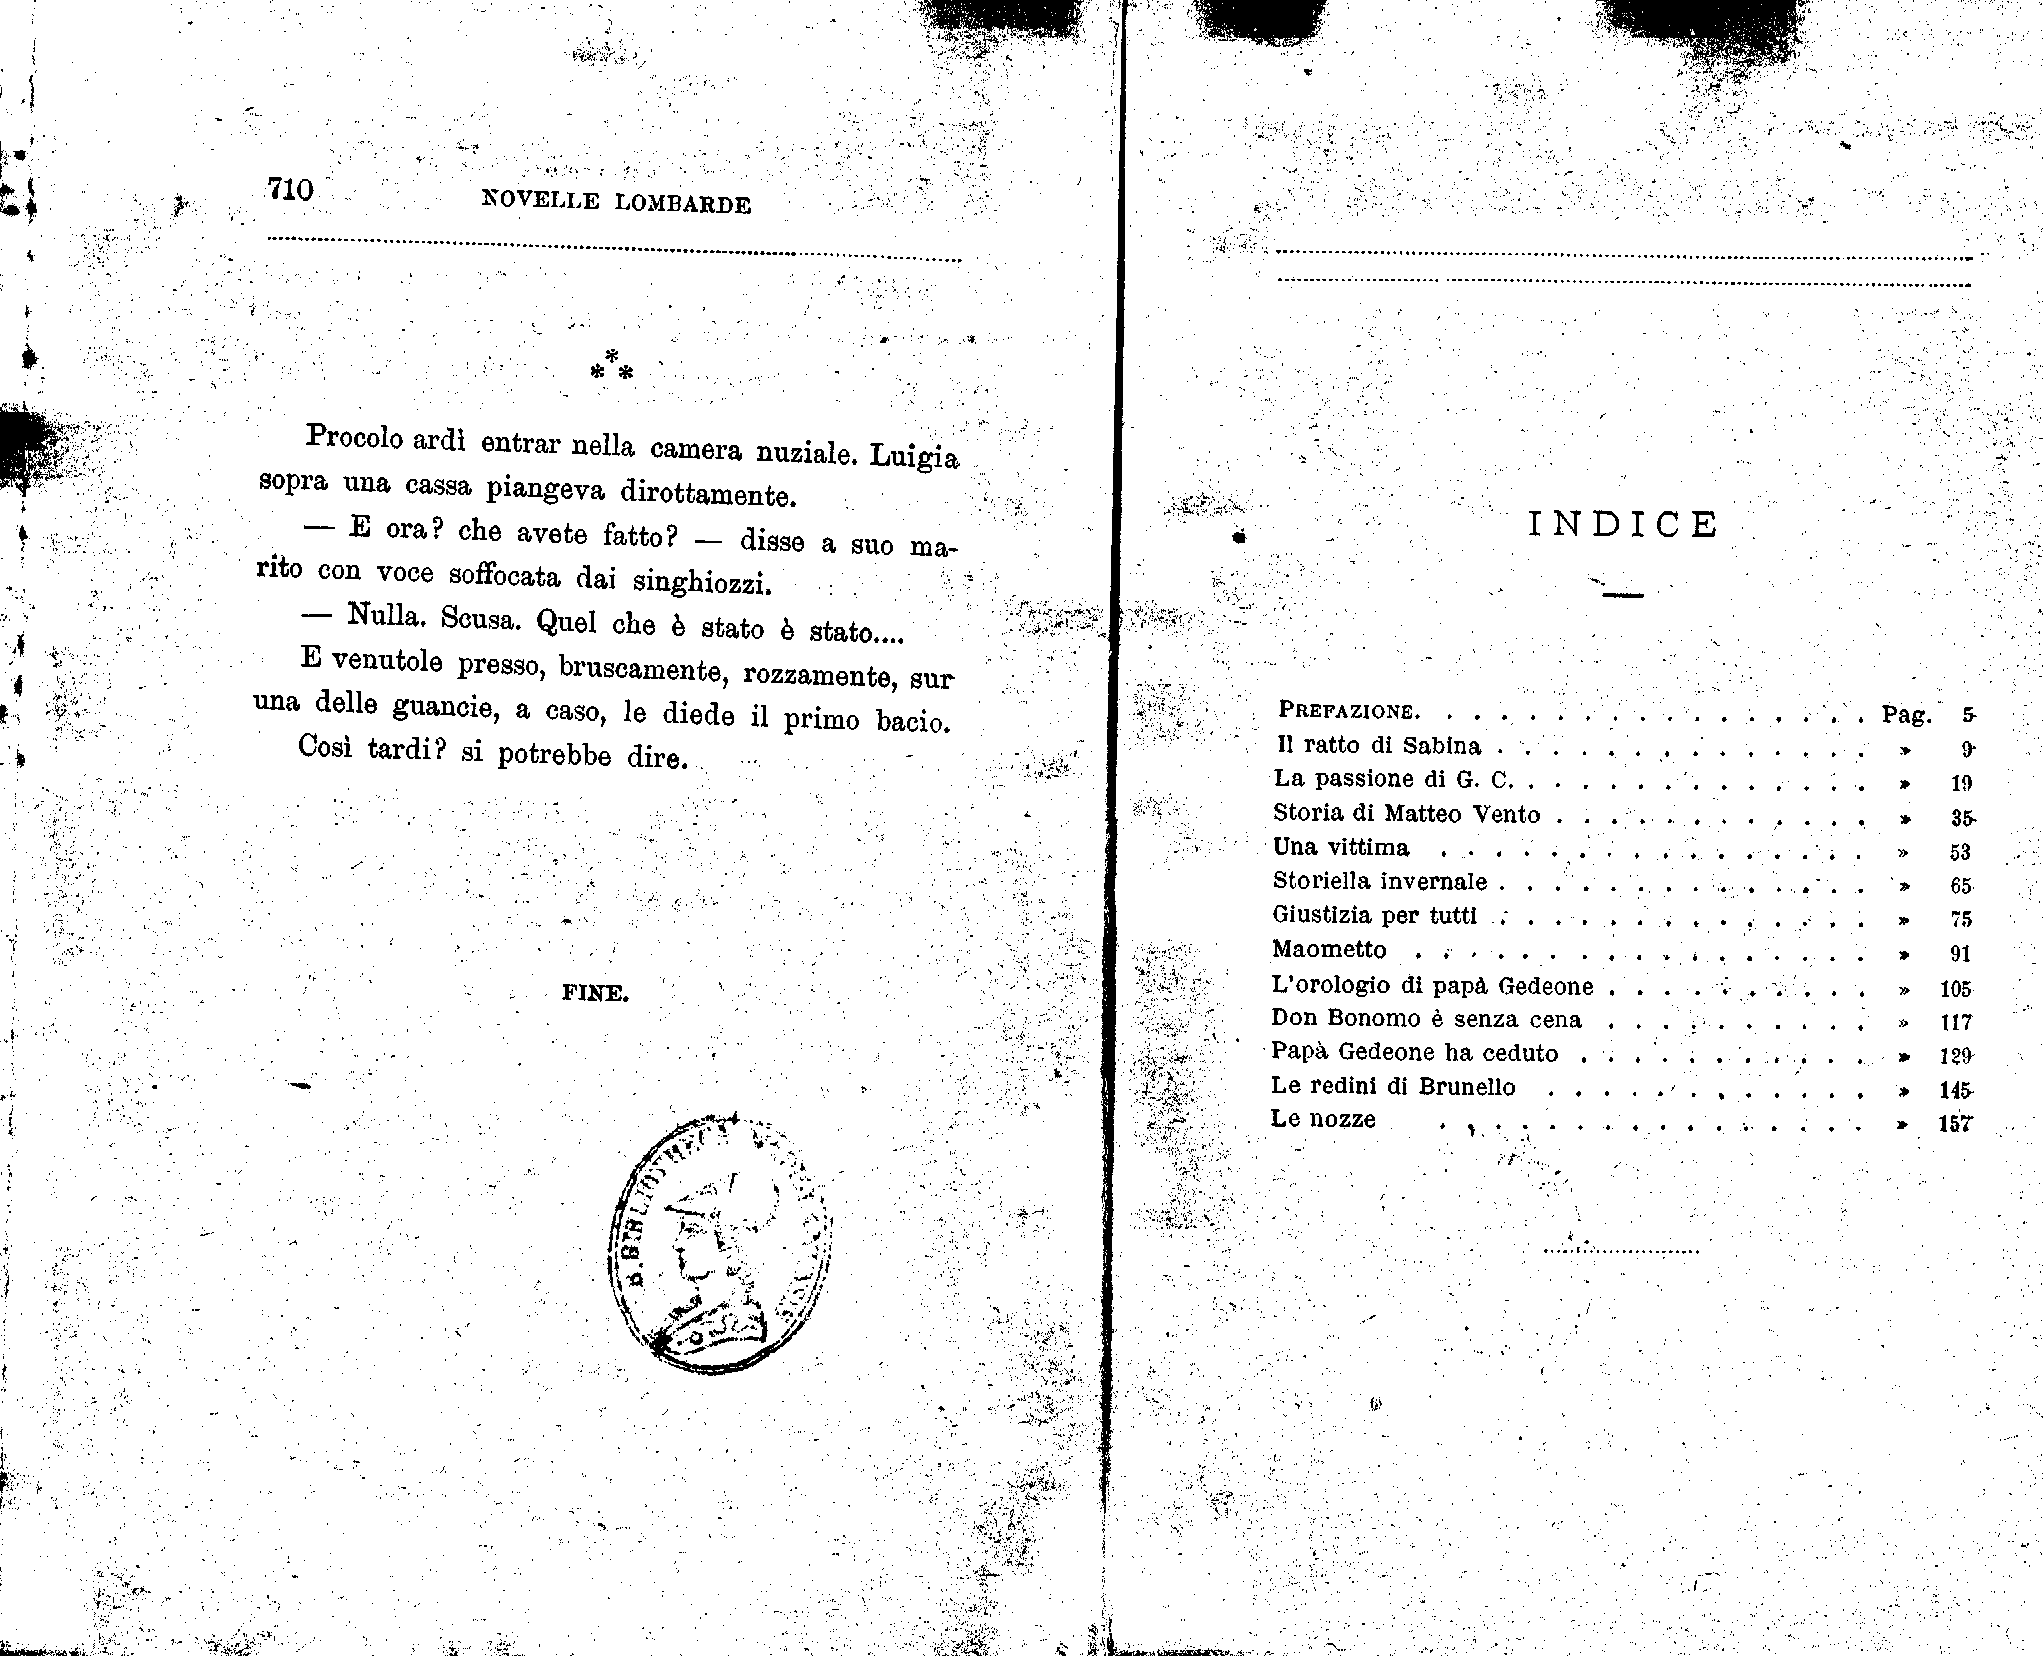 710 NOVELLE LOMBARDE
*
* *
Procolo ardì entrar nella camera nuziale. Luigia
sopra una cassa piangeva dirottamente.
— E ora? che avete fatto? — disse a suo ma-
rito con voce soffocata dai singhiozzi.
— Nulla. Scusa. Quel che è stato è stato....
E venutole presso, bruscamente, rozzamente, sur
una delle guancie, a caso, le diede il primo bacio.
Così tardi? si potrebbe dire.
FINE.
B. BIBLIOTHECA
INDICE
PREFAZIONE. . . . . . . . . . . . . . . . . Pag. 5
Il ratto di Sabina . . . . . . . . . . . . . . » 9
La passione di G. C. . . . . . . . . . . . . . » 19
Storia di Matteo Vento . . . . . . . . . . . . » 35
Una vittima . . . . . . . . . . . . . . . . » 53
Storiella invernale . . . . . . . . . . . . . . » 65
Giustizia per tutti . . . . . . . . . . . . . . » 75
Maometto . . . . . . . . . . . . . . . . . » 91
L'orologio di papà Gedeone . . . . . . . . . . » 105
Don Bonomo è senza cena . . . . . . . . . . » 117
Papà Gedeone ha ceduto . . . . . . . . . . . » 129
Le redini di Brunello . . . . . . . . . . . . » 145
Le nozze . . . . . . . . . . . . . . . . » 157